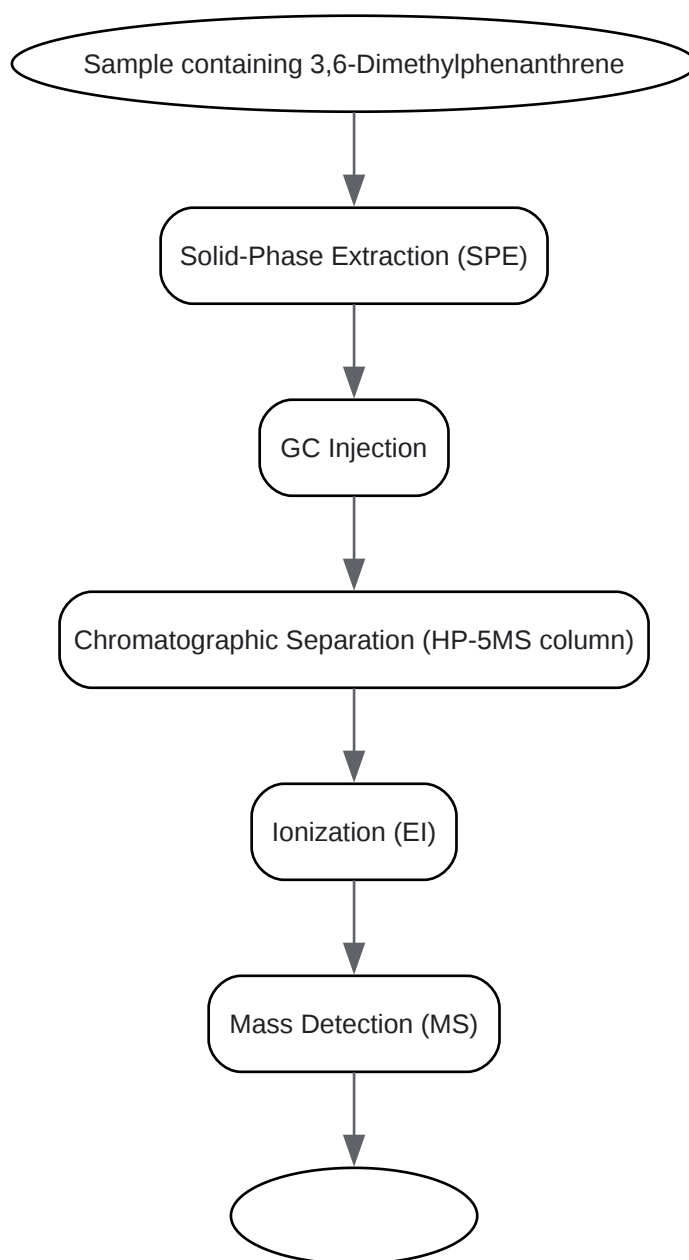 Sample containing 3,6-Dimethylphenanthrene
Solid-Phase Extraction (SPE)
GC Injection
Chromatographic Separation (HP-5MS column)
Ionization (EI)
Mass Detection (MS)